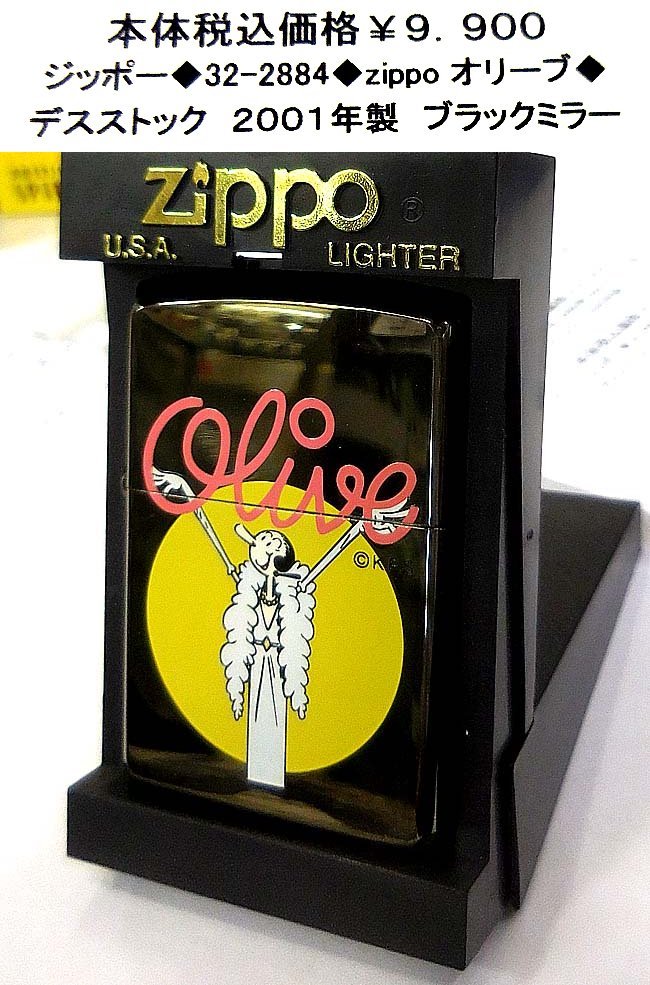 本体税込価格￥９．９００
ジッポー◆32-2884◆zippo オリーブ◆
デスストック　２００１年製　ブラックミラー
zippo ®
U.S.A. LIGHTER
Olive